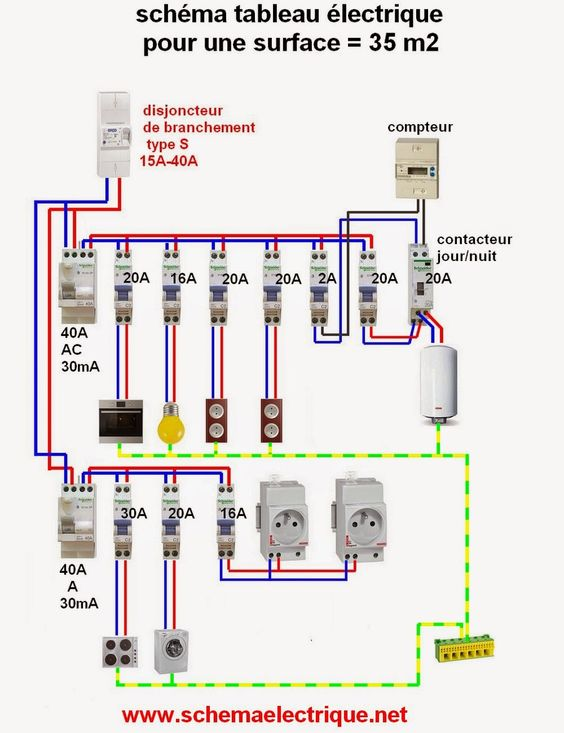 schéma tableau électrique
pour une surface = 35 m2
disjoncteur
de branchement
type S
15A-40A
compteur
contacteur
jour/nuit
20A
16A
20A
20A
2A
20A
20A
40A
AC
30mA
30A
20A
16A
40A
A
30mA
www.schemaelectrique.net